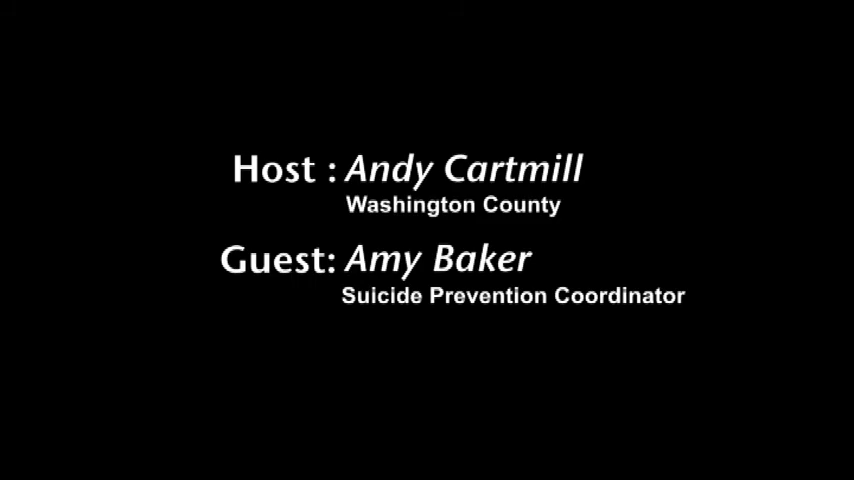 Host : Andy Cartmill
Washington County
Guest: Amy Baker
Suicide Prevention Coordinator